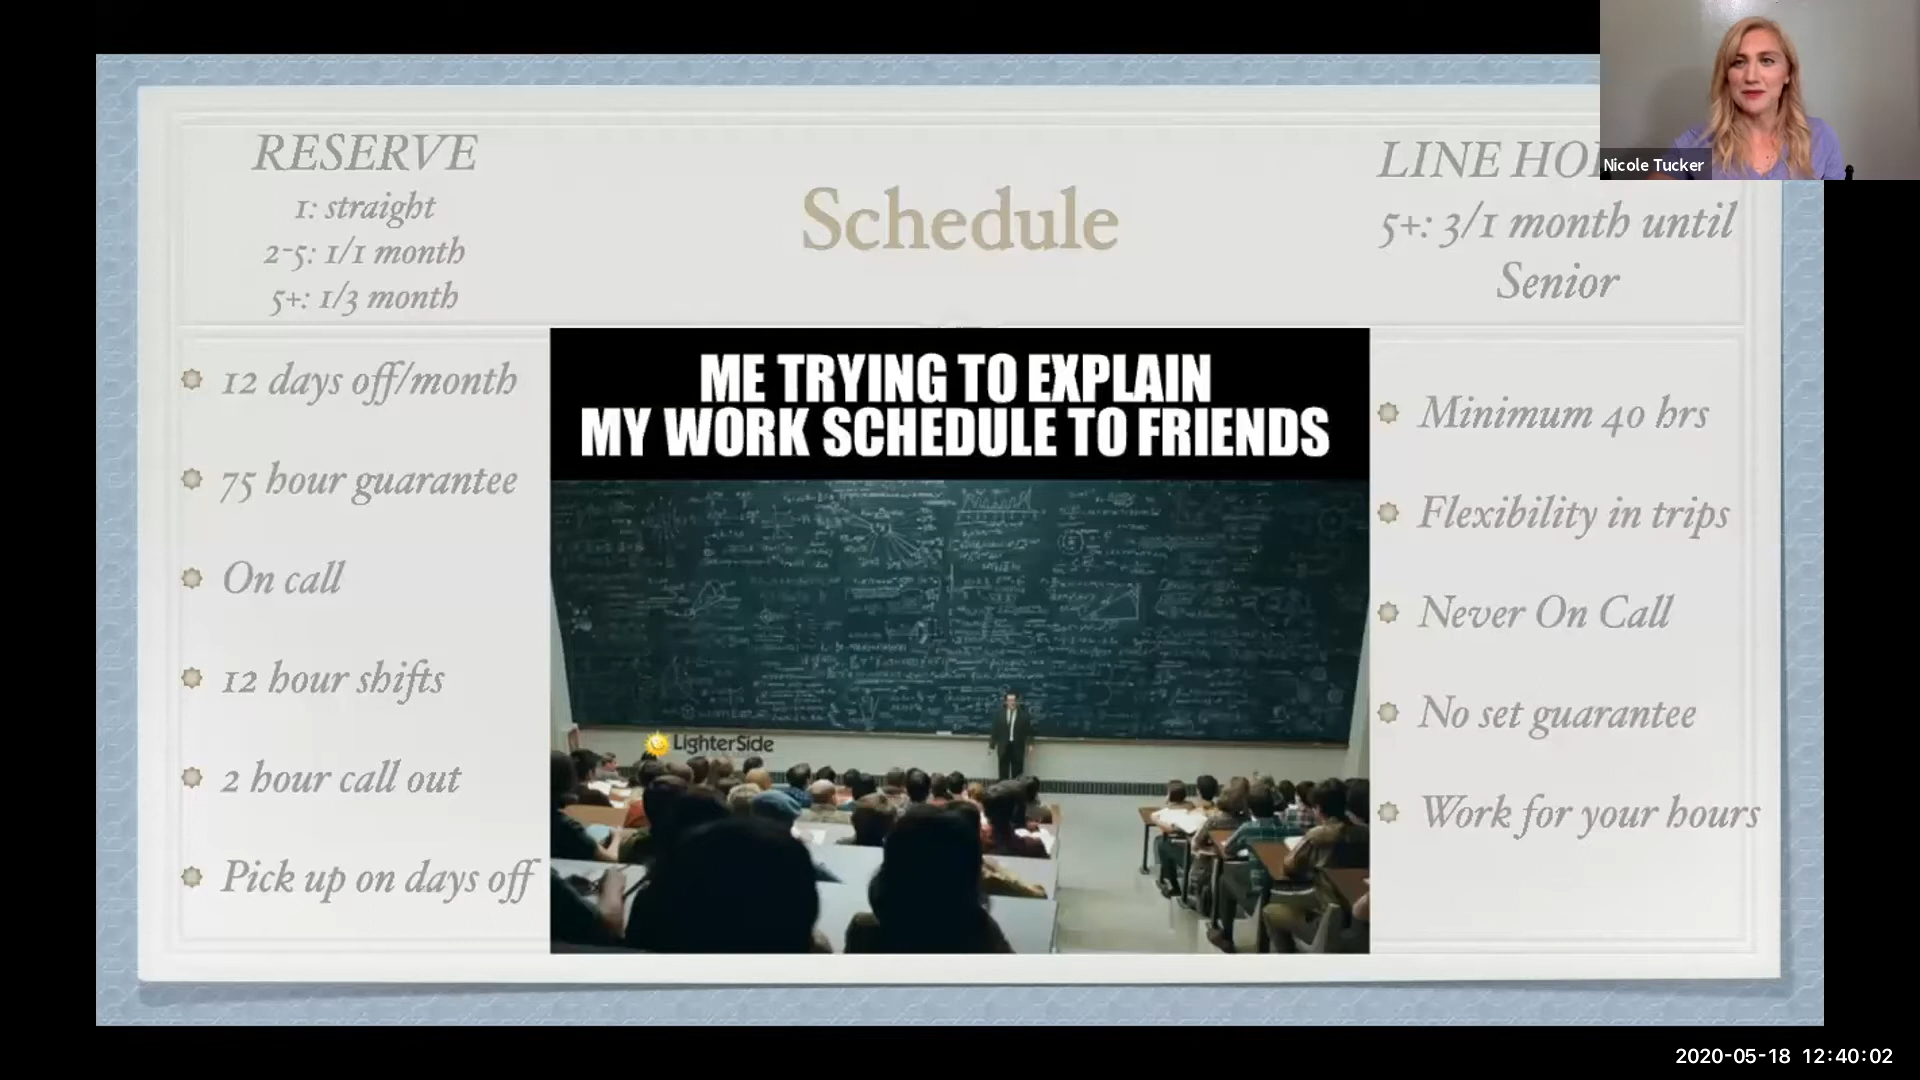 Nicole Tucker
RESERVE
1: straight
2-5: 1/1 month
5+: 1/3 month
Schedule
LINE HO
5+: 3/1 month until
Senior
12 days off/month
75 hour guarantee
On call
12 hour shifts
2 hour call out
Pick up on days off
ME TRYING TO EXPLAIN
MY WORK SCHEDULE TO FRIENDS
LighterSide
Minimum 40 hrs
Flexibility in trips
Never On Call
No set guarantee
Work for your hours
2020-05-18 12:40:02